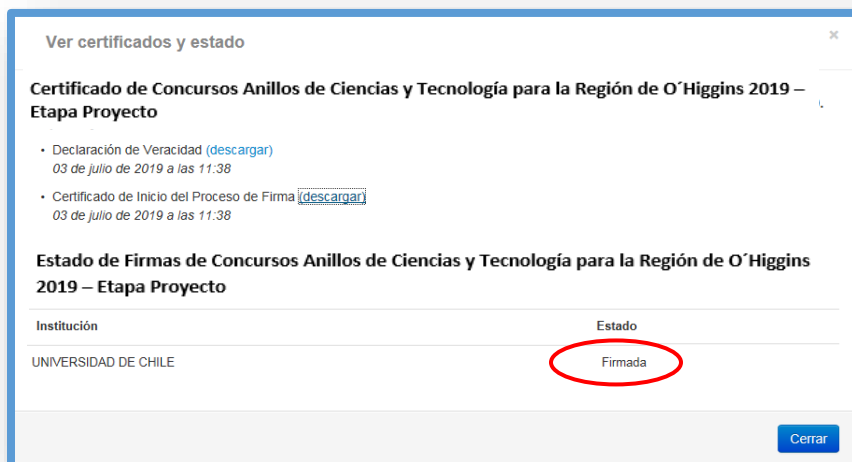 Ver certificados y estado
×
Certificado de Concursos Anillos de Ciencias y Tecnología para la Región de O´Higgins 2019 –
Etapa Proyecto
• Declaración de Veracidad (descargar)
03 de julio de 2019 a las 11:38
• Certificado de Inicio del Proceso de Firma (descargar)
03 de julio de 2019 a las 11:38
Estado de Firmas de Concursos Anillos de Ciencias y Tecnología para la Región de O´Higgins
2019 – Etapa Proyecto
Institución Estado
UNIVERSIDAD DE CHILE Firmada
Cerrar